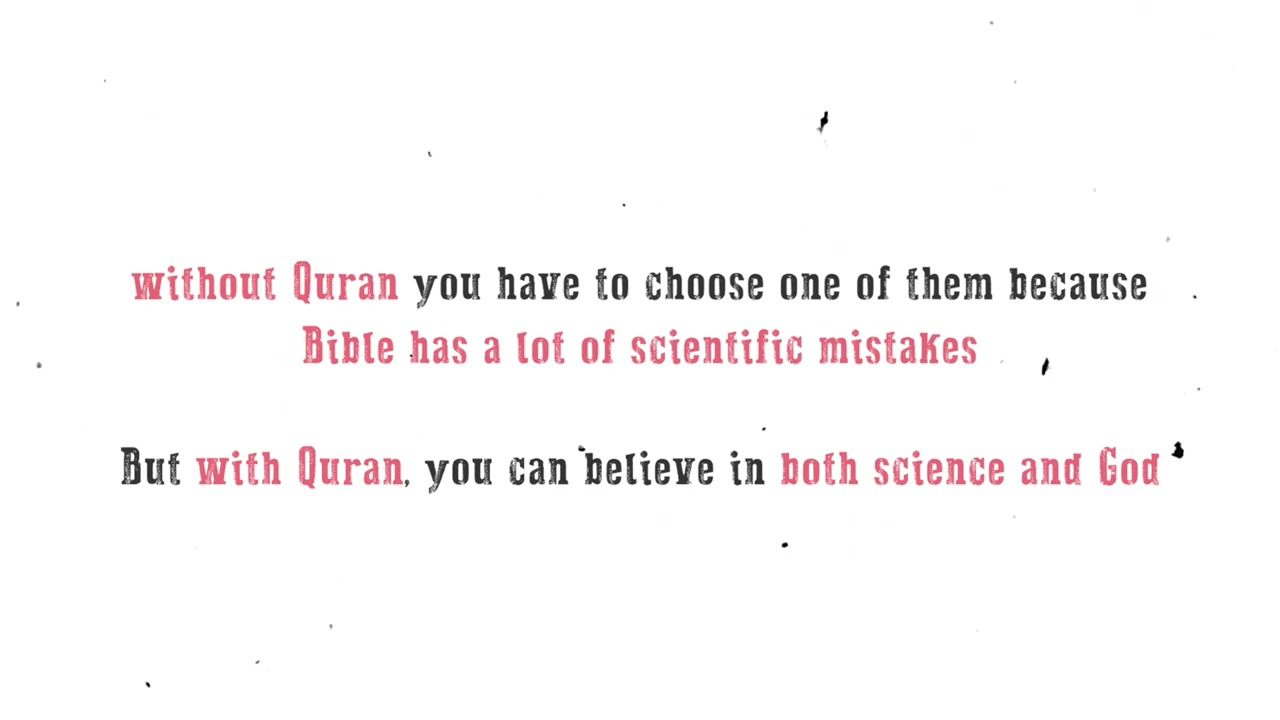 without Quran you have to choose one of them because
Bible has a lot of scientific mistakes
But with Quran, you can believe in both science and God